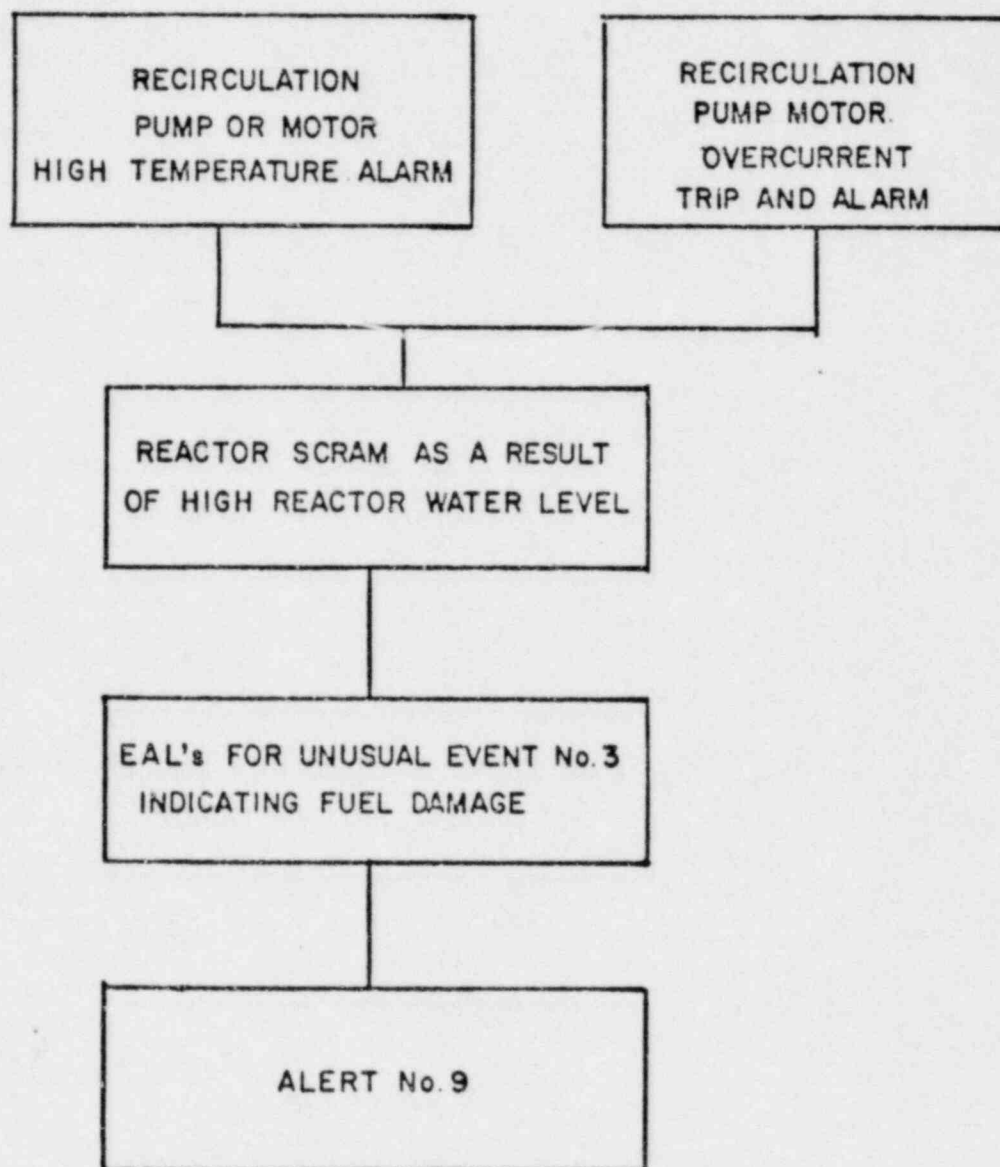 RECIRCULATION
PUMP OR MOTOR
HIGH TEMPERATURE ALARM
RECIRCULATION
PUMP MOTOR.
OVERCURRENT
TRIP AND ALARM
REACTOR SCRAM AS A RESULT
OF HIGH REACTOR WATER LEVEL
EAL's FOR UNUSUAL EVENT No.3
INDICATING FUEL DAMAGE
ALERT No.9